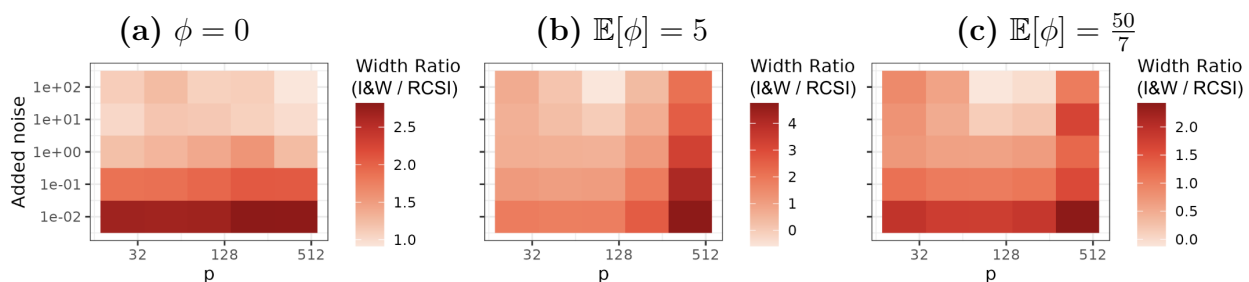 (a) ϕ = 0
(b) 𝔼[ϕ] = 5
(c) 𝔼[ϕ] = 50/7
Added noise
1e+02
1e+01
1e+00
1e-01
1e-02
32
128
512
p
Width Ratio
(I&W / RCSI)
2.5
2.0
1.5
1.0
32
128
512
p
Width Ratio
(I&W / RCSI)
4
3
2
1
0
32
128
512
p
Width Ratio
(I&W / RCSI)
2.0
1.5
1.0
0.5
0.0